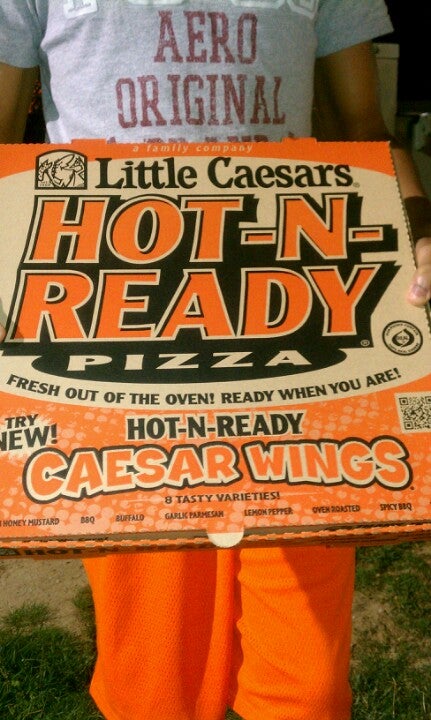 AERO
ORIGINAL
a family company
Little Caesars®
HOT-N-
READY®
PIZZA
FRESH OUT OF THE OVEN! READY WHEN YOU ARE!
TRY
NEW!
HOT-N-READY
CAESAR WINGS
8 TASTY VARIETIES!
HONEY MUSTARD BBQ BUFFALO GARLIC PARMESAN LEMON PEPPER OVEN ROASTED SPICY BBQ